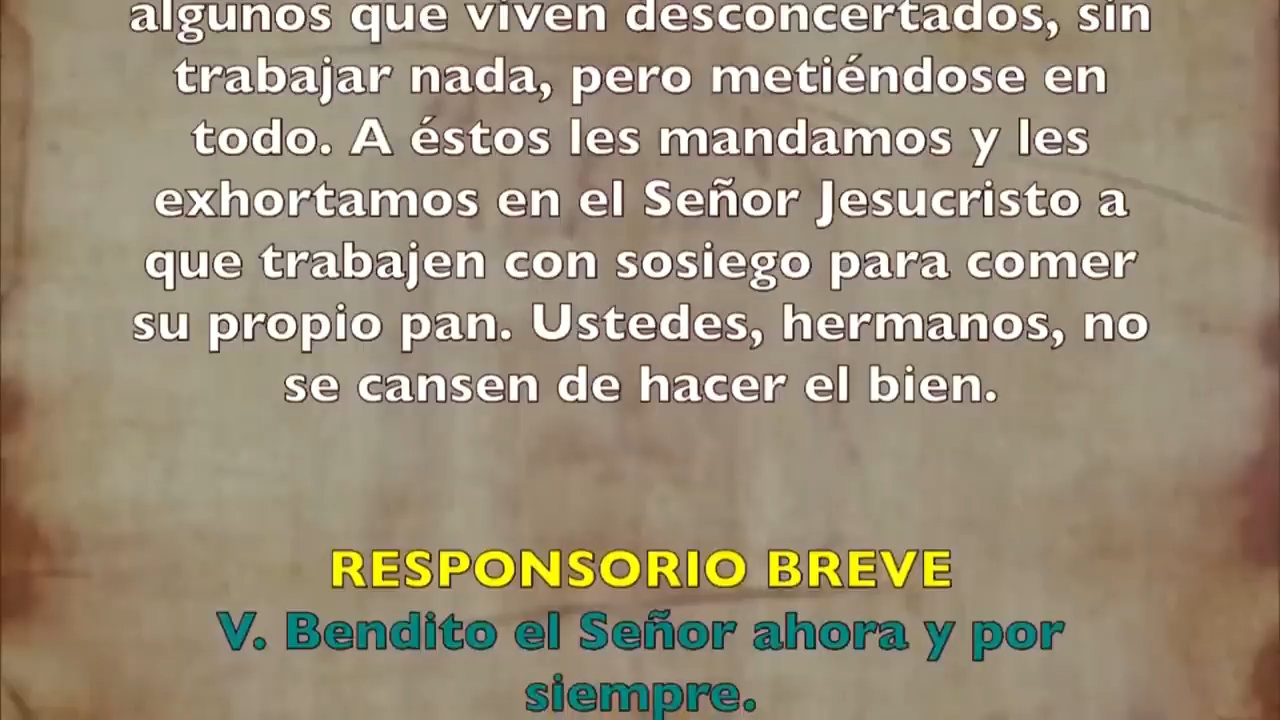 algunos que viven desconcertados, sin
trabajar nada, pero metiéndose en
todo. A éstos les mandamos y les
exhortamos en el Señor Jesucristo a
que trabajen con sosiego para comer
su propio pan. Ustedes, hermanos, no
se cansen de hacer el bien.
RESPONSORIO BREVE
V. Bendito el Señor ahora y por
siempre.